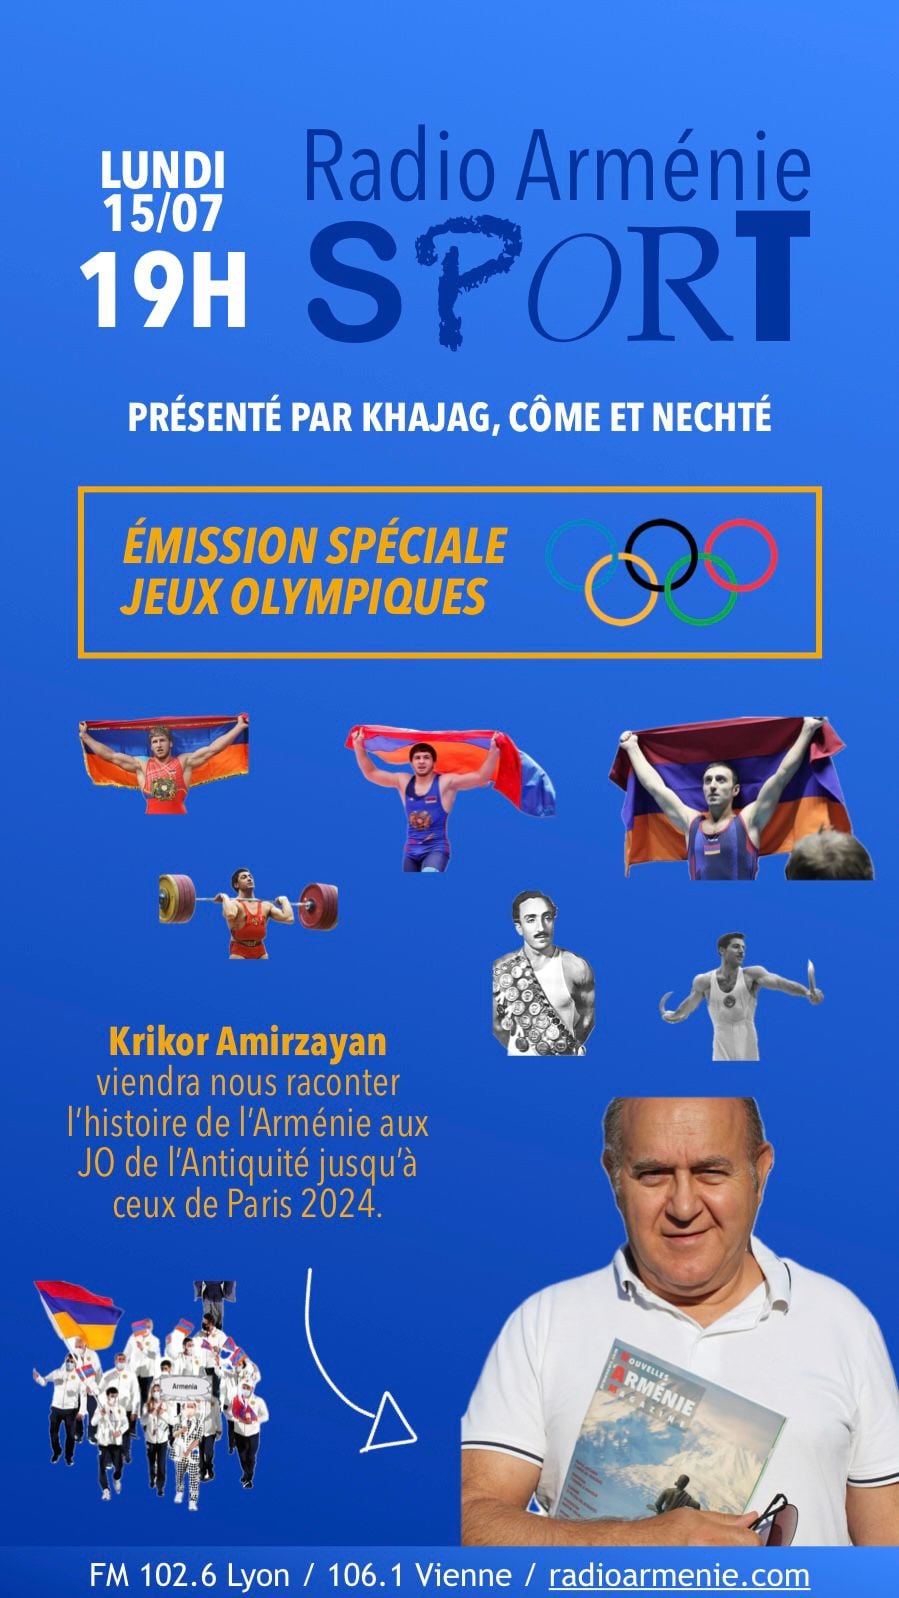 LUNDI
15/07
19H
Radio Arménie
SPORT
PRÉSENTÉ PAR KHAJAG, CÔME ET NECHTÉ
ÉMISSION SPÉCIALE
JEUX OLYMPIQUES
Krikor Amirzayan
viendra nous raconter
l'histoire de l'Arménie aux
JO de l'Antiquité jusqu'à
ceux de Paris 2024.
Armenia
NOUVELLES
ARMÉNIE
MAGAZINE
FM 102.6 Lyon / 106.1 Vienne / radioarmenie.com